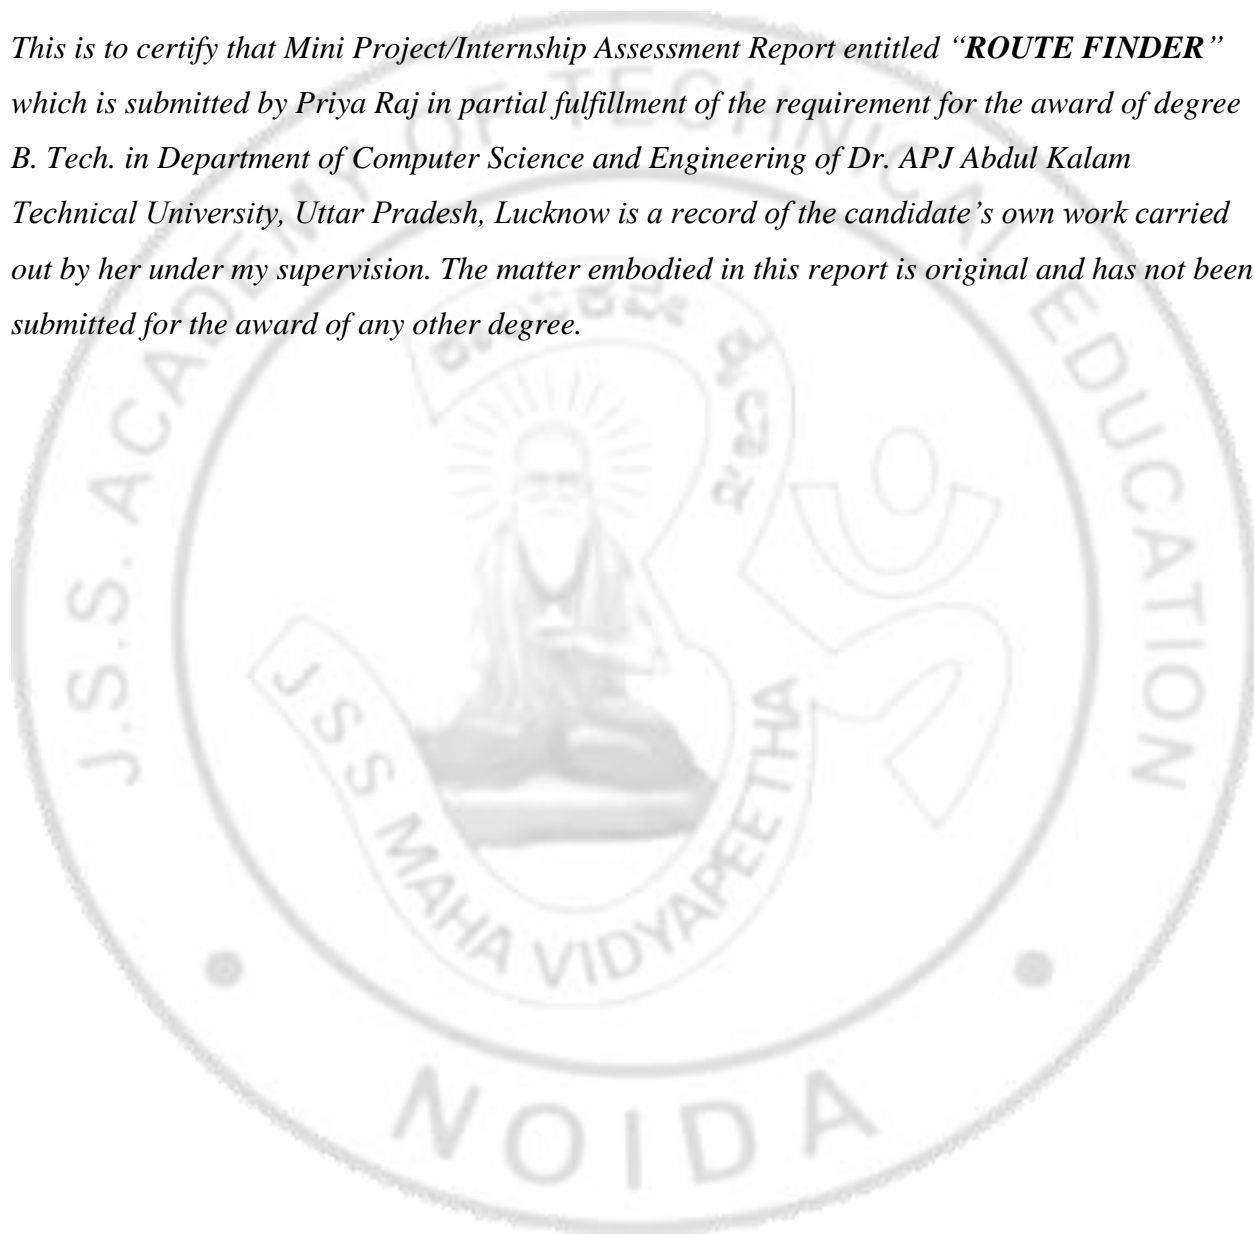 This is to certify that Mini Project/Internship Assessment Report entitled “ROUTE FINDER”
which is submitted by Priya Raj in partial fulfillment of the requirement for the award of degree
B. Tech. in Department of Computer Science and Engineering of Dr. APJ Abdul Kalam
Technical University, Uttar Pradesh, Lucknow is a record of the candidate’s own work carried
out by her under my supervision. The matter embodied in this report is original and has not been
submitted for the award of any other degree.
J.S.S. ACADEMY OF TECHNICAL EDUCATION
J S S MAHA VIDYAPEETHA
NOIDA